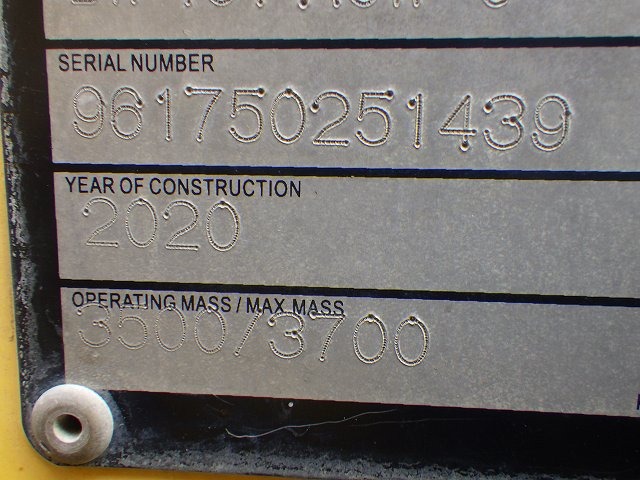 SERIAL NUMBER
961750251439
YEAR OF CONSTRUCTION
2020
OPERATING MASS / MAX MASS
3500/3700